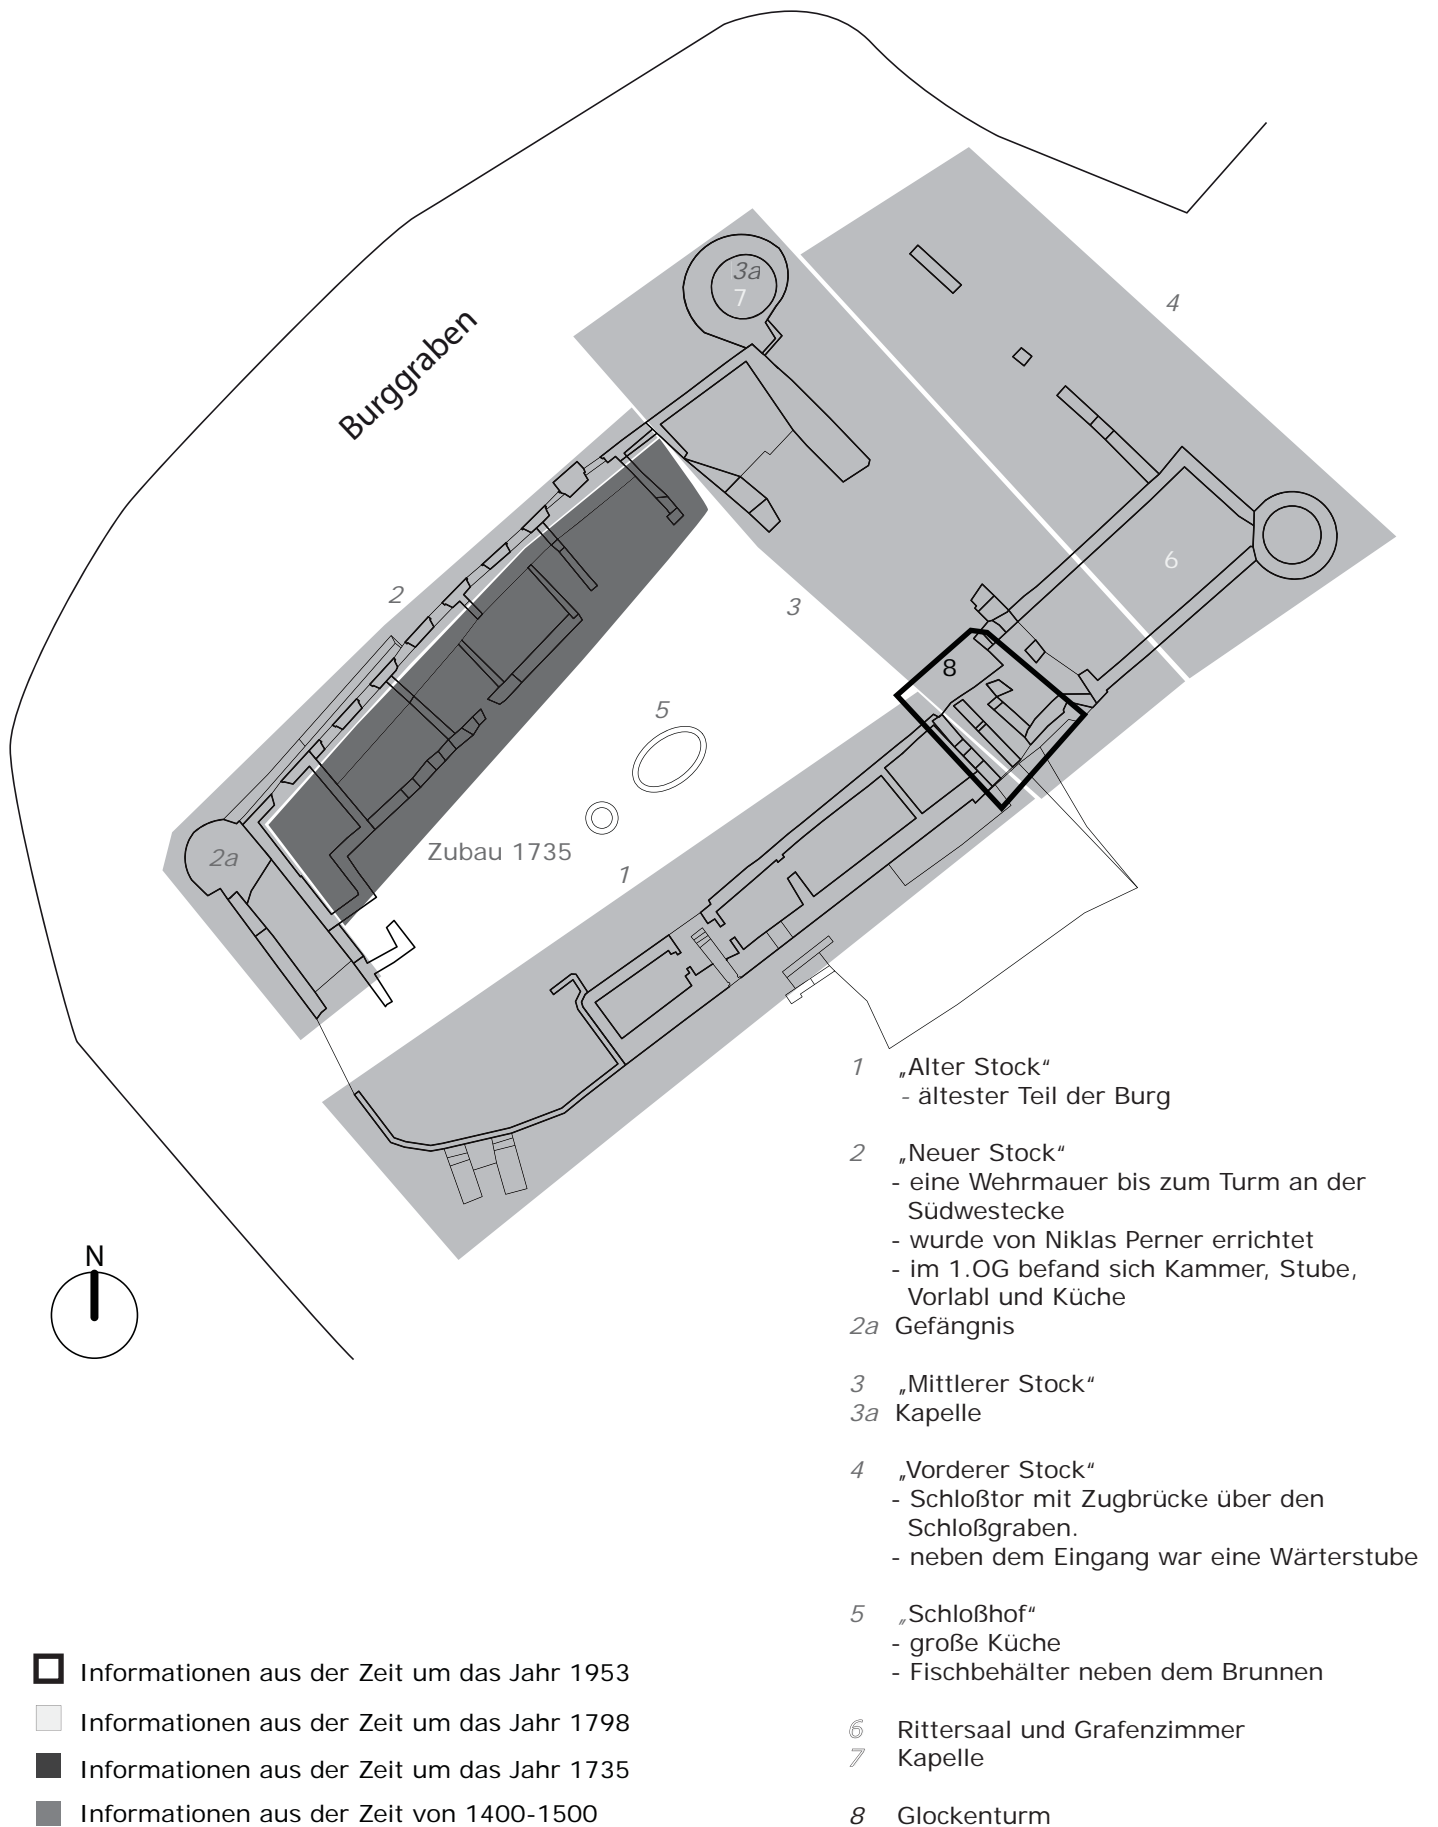 3a
7
4
Burggraben
6
2
3
8
5
2a
Zubau 1735
1
1 „Alter Stock“
- ältester Teil der Burg
2 „Neuer Stock“
- eine Wehrmauer bis zum Turm an der
Südwestecke
- wurde von Niklas Perner errichtet
- im 1.OG befand sich Kammer, Stube,
Vorlabl und Küche
2a Gefängnis
3 „Mittlerer Stock“
3a Kapelle
4 „Vorderer Stock“
- Schloßtor mit Zugbrücke über den
Schloßgraben.
- neben dem Eingang war eine Wärterstube
5 „Schloßhof“
- große Küche
- Fischbehälter neben dem Brunnen
6 Rittersaal und Grafenzimmer
7 Kapelle
8 Glockenturm
N
Informationen aus der Zeit um das Jahr 1953
Informationen aus der Zeit um das Jahr 1798
Informationen aus der Zeit um das Jahr 1735
Informationen aus der Zeit von 1400-1500